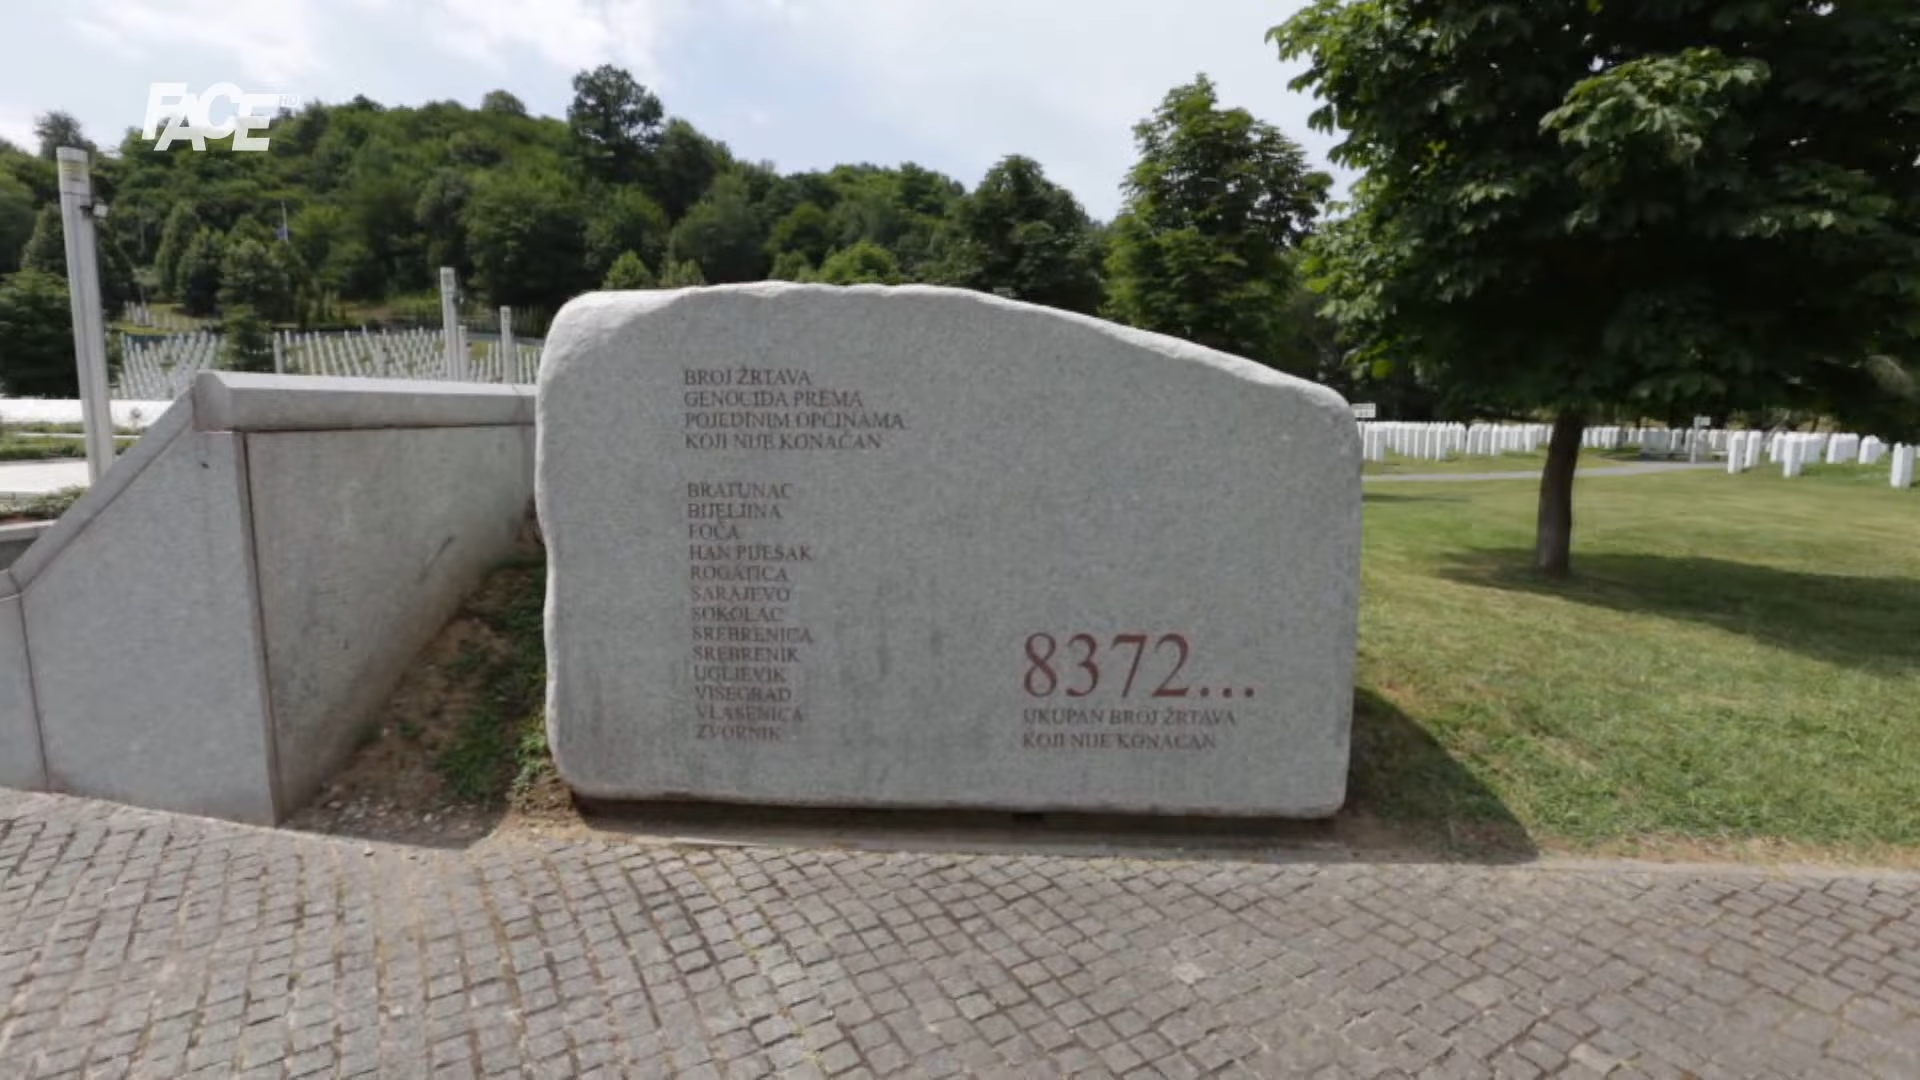 FACE HD
BROJ ŽRTAVA
GENOCIDA PREMA
POJEDINIM OPĆINAMA
KOJI NIJE KONAČAN
BRATUNAC
BIJELJINA
FOČA
HAN PIJESAK
ROGATICA
SARAJEVO
SOKOLAC
SREBRENICA
SREBRENIK
UGLJEVIK
VIŠEGRAD
VLASENICA
ZVORNIK
8372...
UKUPAN BROJ ŽRTAVA
KOJI NIJE KONAČAN